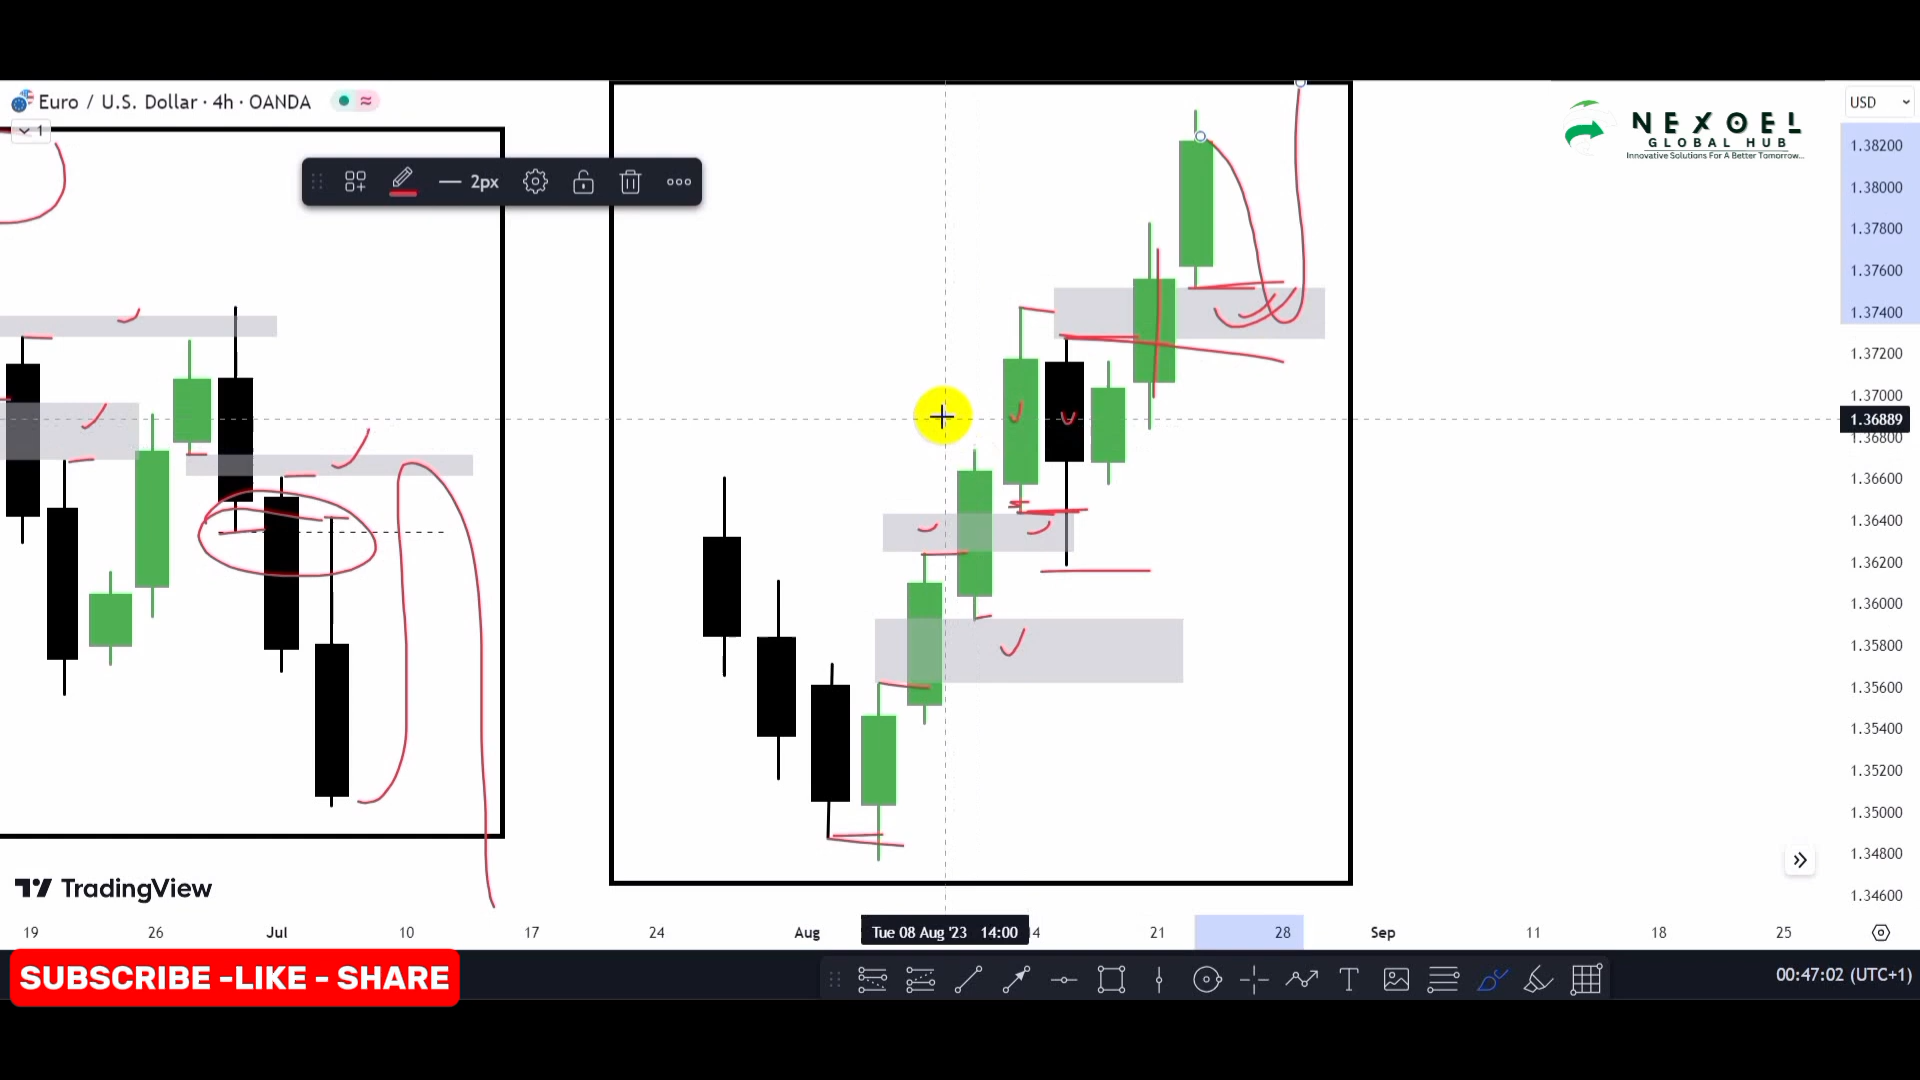 Euro / U.S. Dollar · 4h · OANDA
1
2px
NEXOEL
GLOBAL HUB
Innovative Solutions For A Better Tomorrow...
USD
1.38200
1.38000
1.37800
1.37600
1.37400
1.37200
1.37000
1.36889
1.36800
1.36600
1.36400
1.36200
1.36000
1.35800
1.35600
1.35400
1.35200
1.35000
1.34800
1.34600
TradingView
19 26 Jul 10 17 24 Aug Tue 08 Aug '23 14:00 4 21 28 Sep 11 18 25
SUBSCRIBE -LIKE - SHARE
00:47:02 (UTC+1)